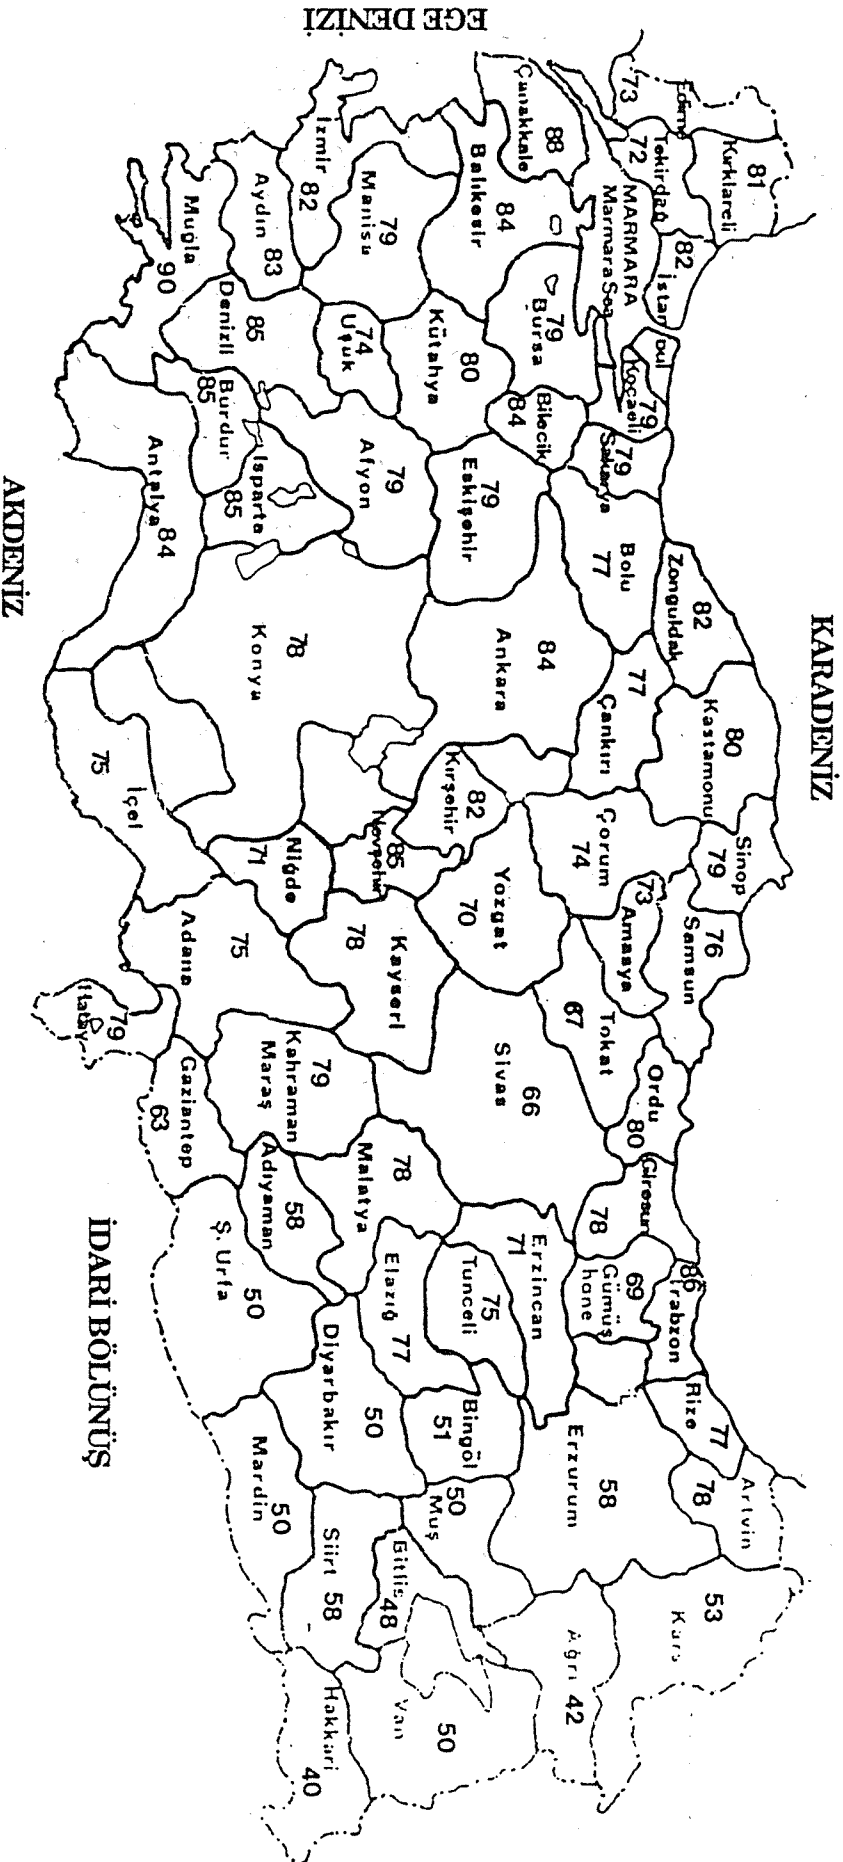 KARADENİZ
EGE DENİZİ
AKDENİZ
İDARİ BÖLÜNÜŞ
Edirne
73
81
Kırklareli
Tekirdağ
72
82
İstan
bul
MARMARA
Marmara Sea
Kocaeli
79
79
Sakarya
88
Çanakkale
84
Balıkesir
79
Bursa
Bilecik
84
77
Bolu
82
Zonguldak
80
Kastamonu
77
Çankırı
Sinop
79
76
Samsun
Çorum
74
73
Amasya
Tokat
67
Ordu
80
Giresun
78
86
Trabzon
69
Gümüş
hane
Rize
77
Artvin
78
53
Kars
İzmir
82
79
Manisa
74
Uşak
80
Kütahya
79
Eskişehir
79
Afyon
84
Ankara
82
Kırşehir
Yozgat
70
66
Sivas
Erzincan
71
58
Erzurum
Ağrı
42
Aydın
83
Muğla
90
85
Denizli
Burdur
85
Isparta
85
Antalya
84
78
Konya
85
Nevşehir
Niğde
71
Kayseri
78
75
İçel
75
Adana
79
Hatay
79
Kahraman
Maraş
Gaziantep
63
78
Malatya
58
Adıyaman
50
Ş. Urfa
Elazığ
77
75
Tunceli
Bingöl
51
50
Diyarbakır
50
Mardin
50
Muş
Bitlis
48
Siirt
58
Van
50
Hakkari
40